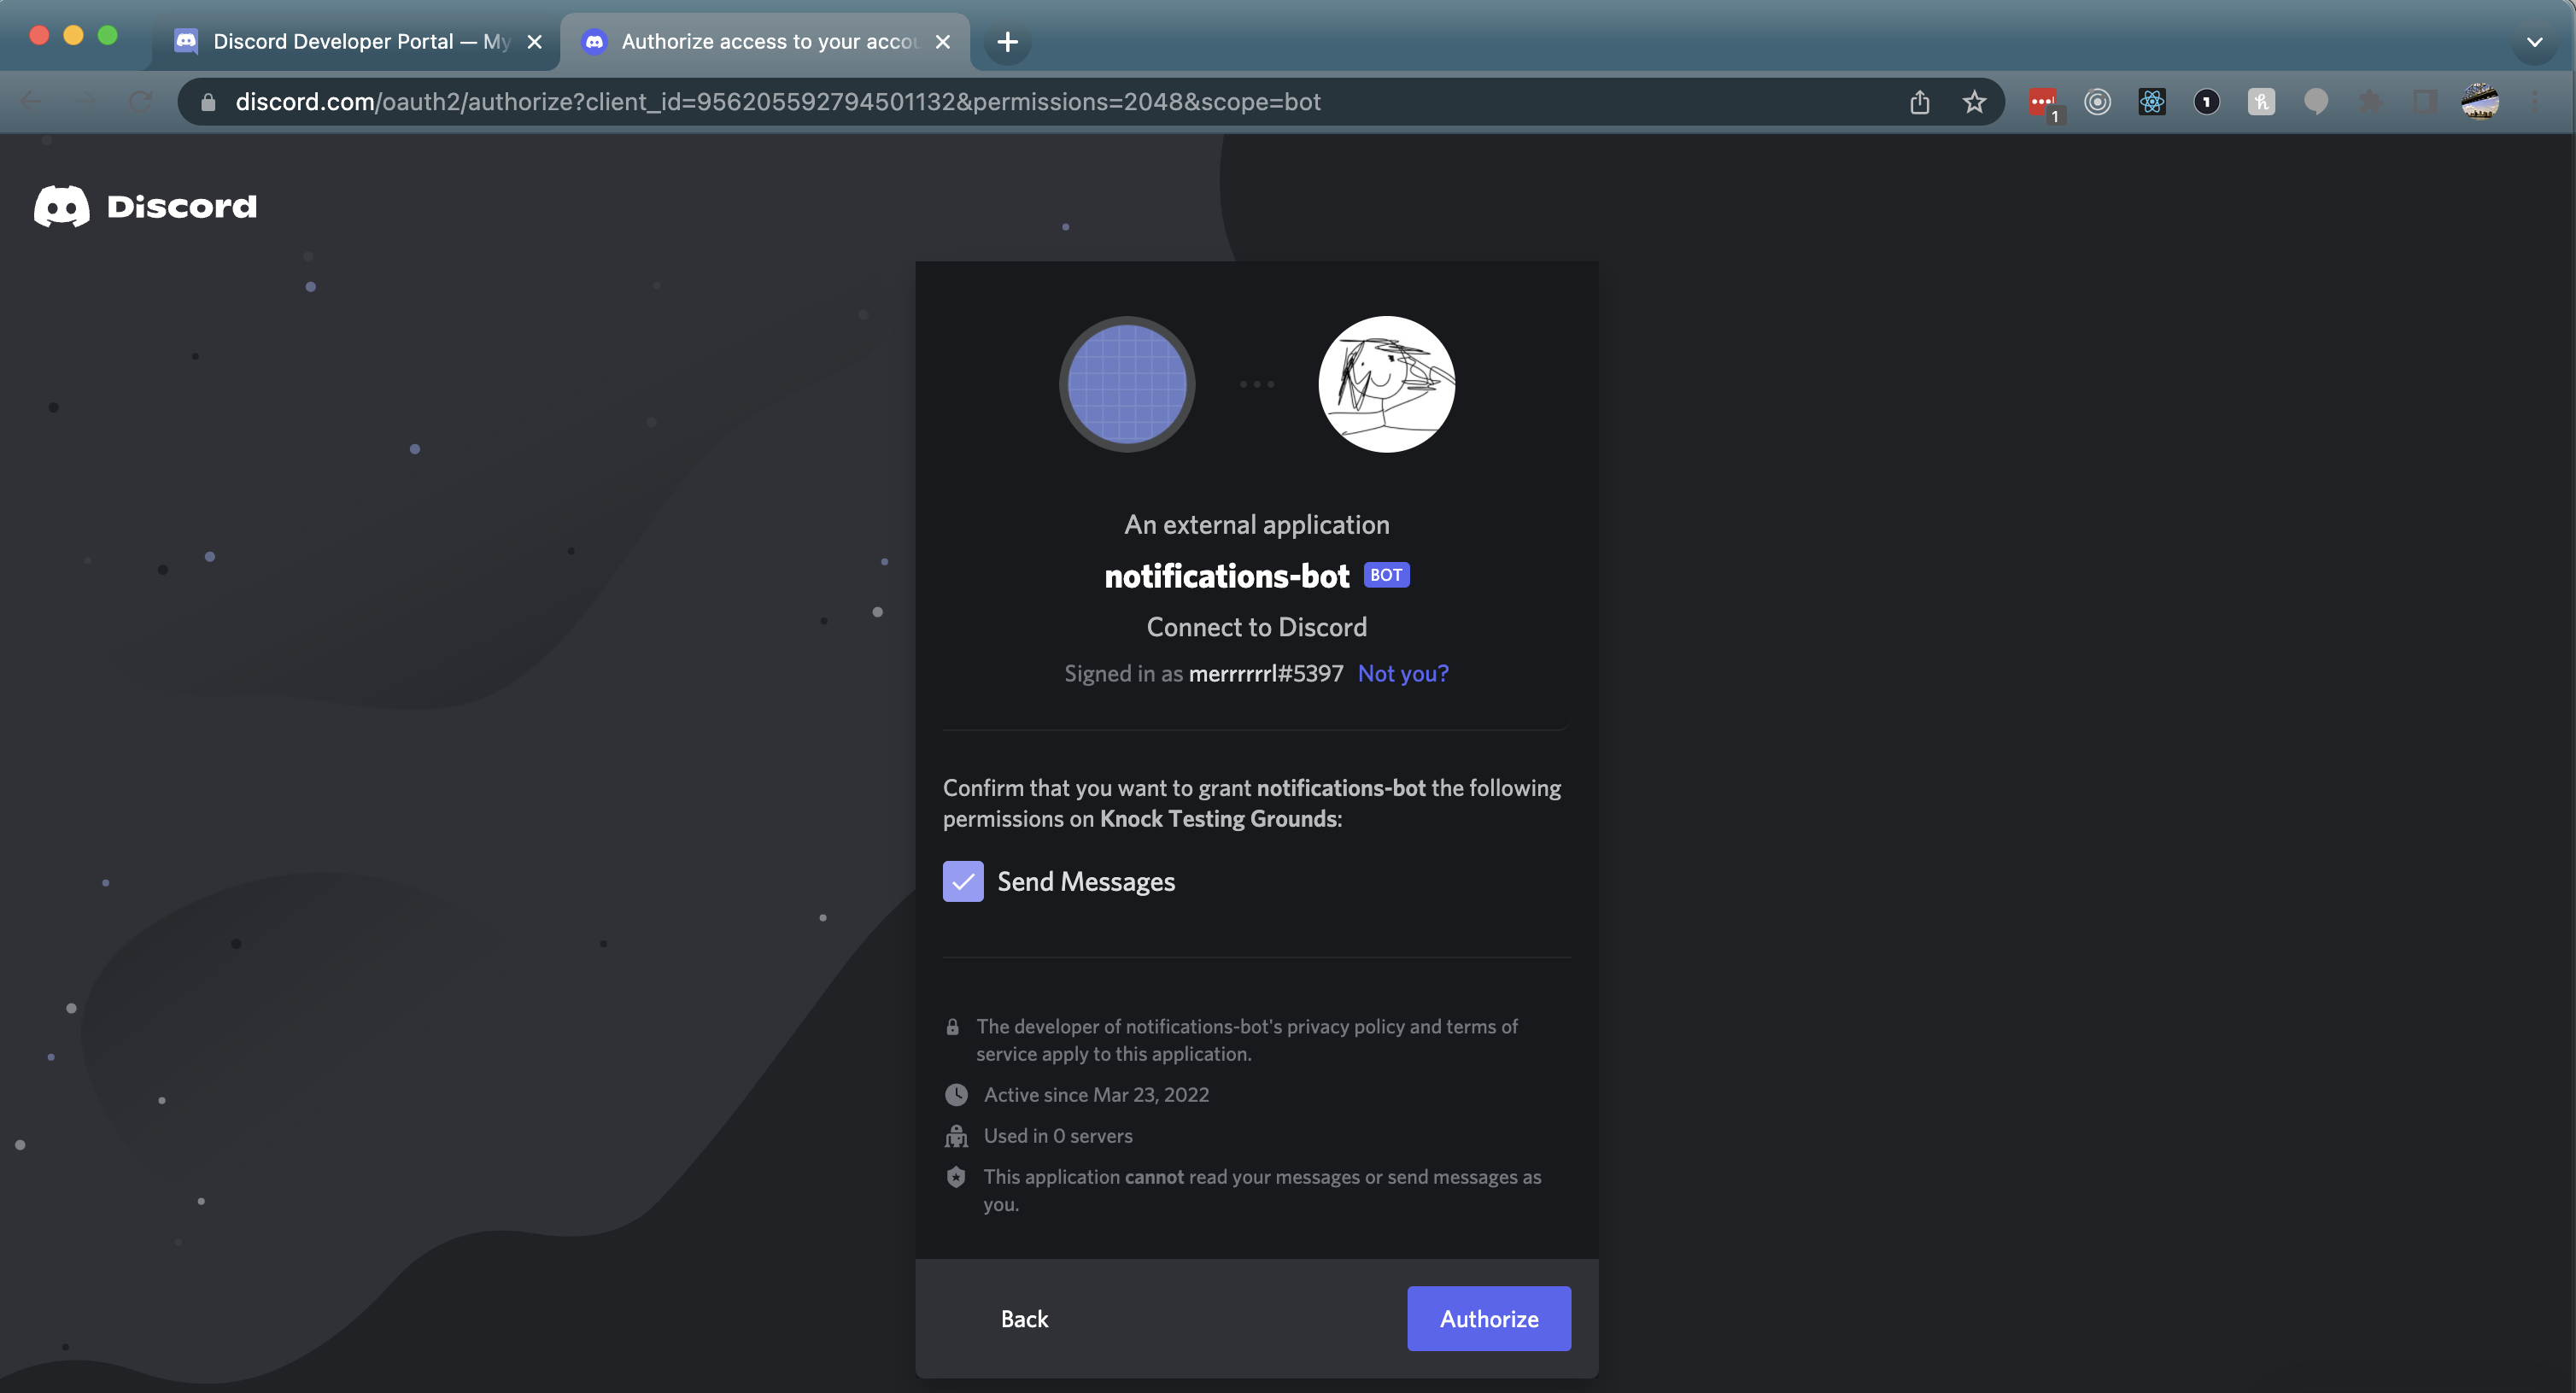 Discord Developer Portal — My
Authorize access to your accou
discord.com/oauth2/authorize?client_id=956205592794501132&permissions=2048&scope=bot
1
1
Discord
An external application
notifications-bot BOT
Connect to Discord
Signed in as merrrrrrl#5397 Not you?
Confirm that you want to grant notifications-bot the following
permissions on Knock Testing Grounds:
Send Messages
The developer of notifications-bot's privacy policy and terms of
service apply to this application.
Active since Mar 23, 2022
Used in 0 servers
This application cannot read your messages or send messages as
you.
Back
Authorize